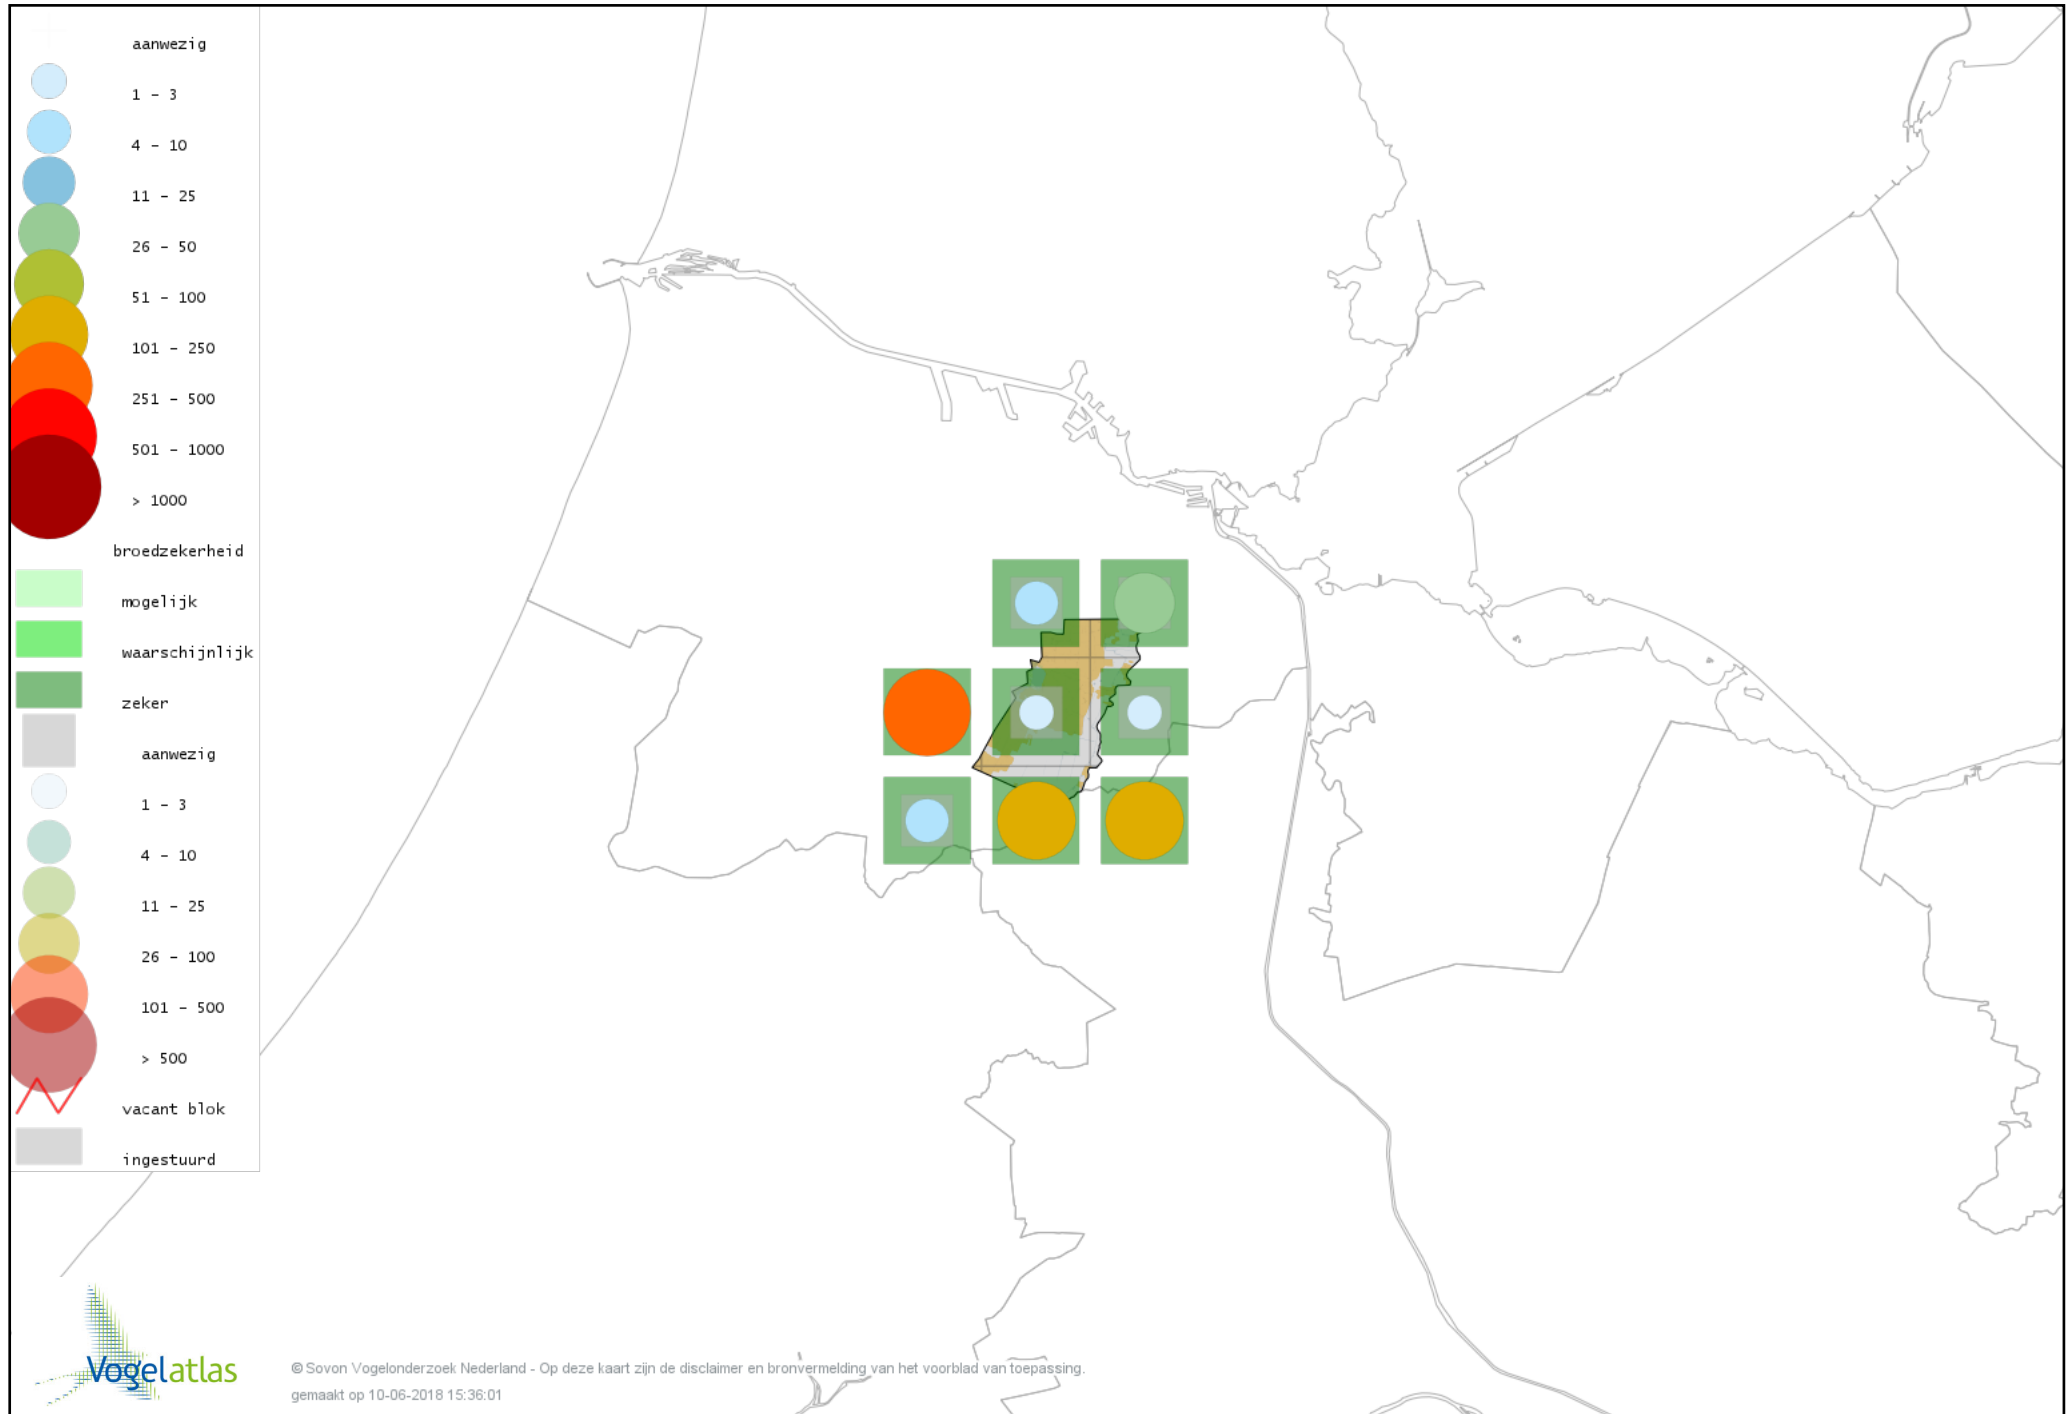 aanwezig
1 - 3
4 - 10
11 - 25
26 - 50
51 - 100
101 - 250
251 - 500
501 - 1000
> 1000
broedzekerheid
mogelijk
waarschijnlijk
zeker
aanwezig
1 - 3
4 - 10
11 - 25
26 - 100
101 - 500
> 500
vacant blok
ingestuurd
Vogelatlas
© Sovon Vogelonderzoek Nederland - Op deze kaart zijn de disclaimer en bronvermelding van het voorblad van toepassing.
gemaakt op 10-06-2018 15:36:01